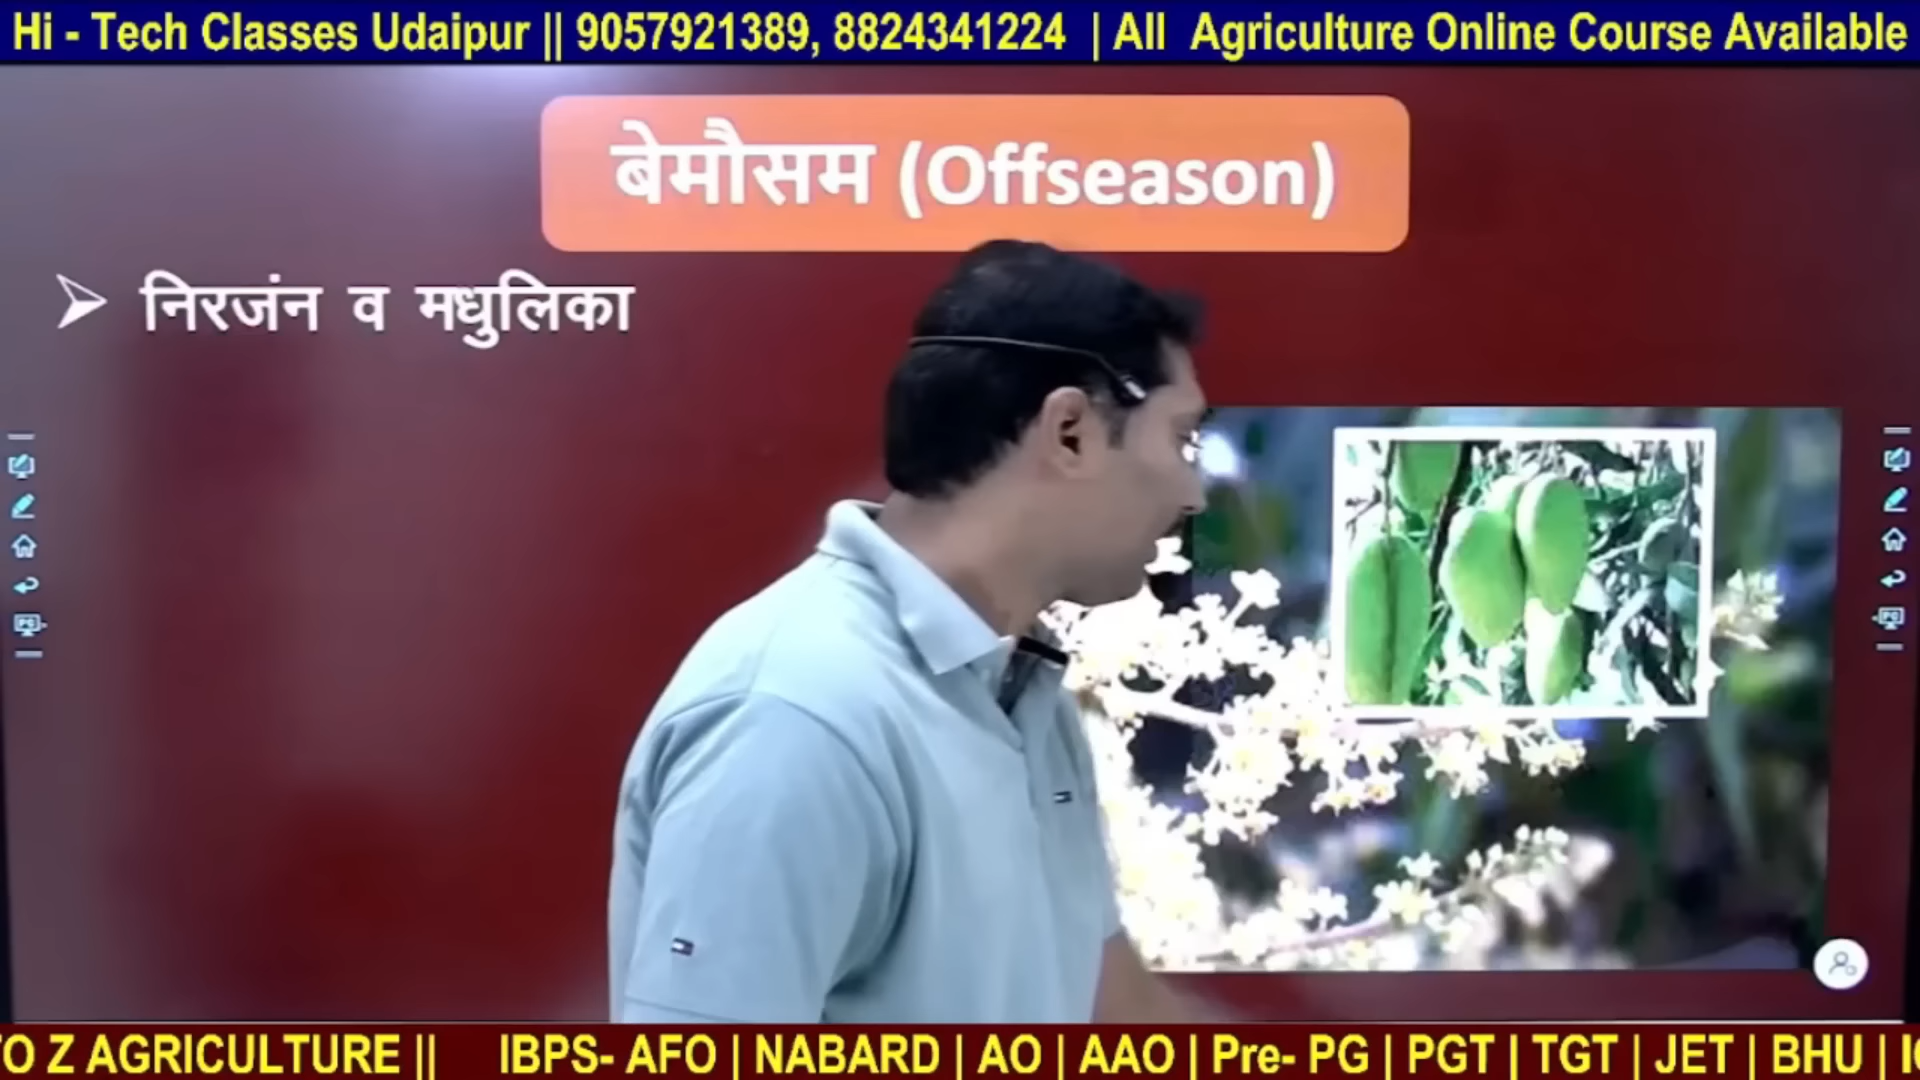 Hi - Tech Classes Udaipur || 9057921389, 8824341224 | All Agriculture Online Course Available
बेमौसम (Offseason)
➢ निरजंन व मधुलिका
TO Z AGRICULTURE || IBPS- AFO | NABARD | AO | AAO | Pre- PG | PGT | TGT | JET | BHU |